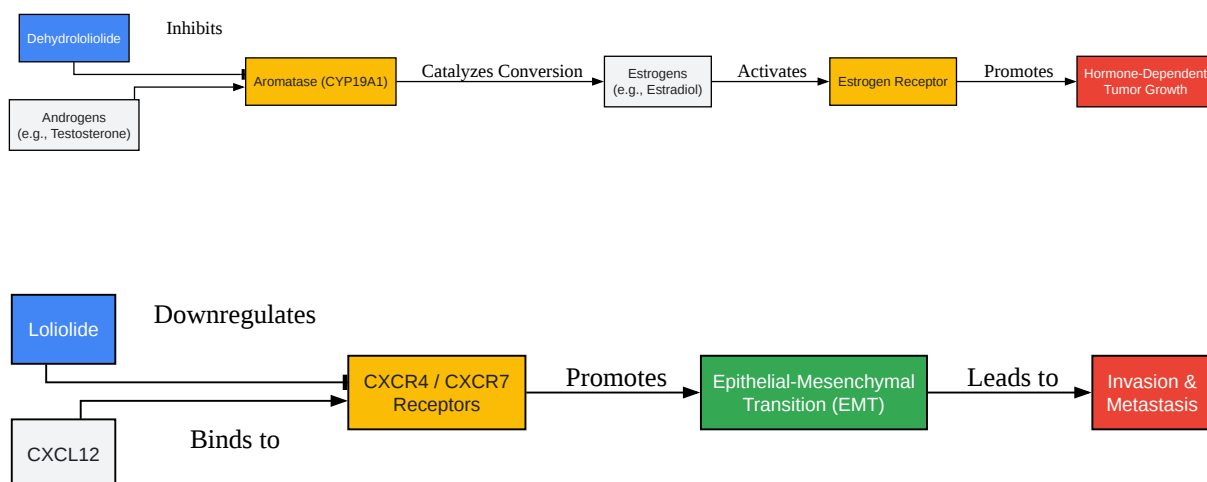 Dehydrololiolide
Inhibits
Aromatase (CYP19A1)
Catalyzes Conversion
Estrogens
(e.g., Estradiol)
Activates
Estrogen Receptor
Promotes
Hormone-Dependent
Tumor Growth
Androgens
(e.g., Testosterone)
Loliolide
Downregulates
CXCR4 / CXCR7
Receptors
Promotes
Epithelial-Mesenchymal
Transition (EMT)
Leads to
Invasion &
Metastasis
Binds to
CXCL12